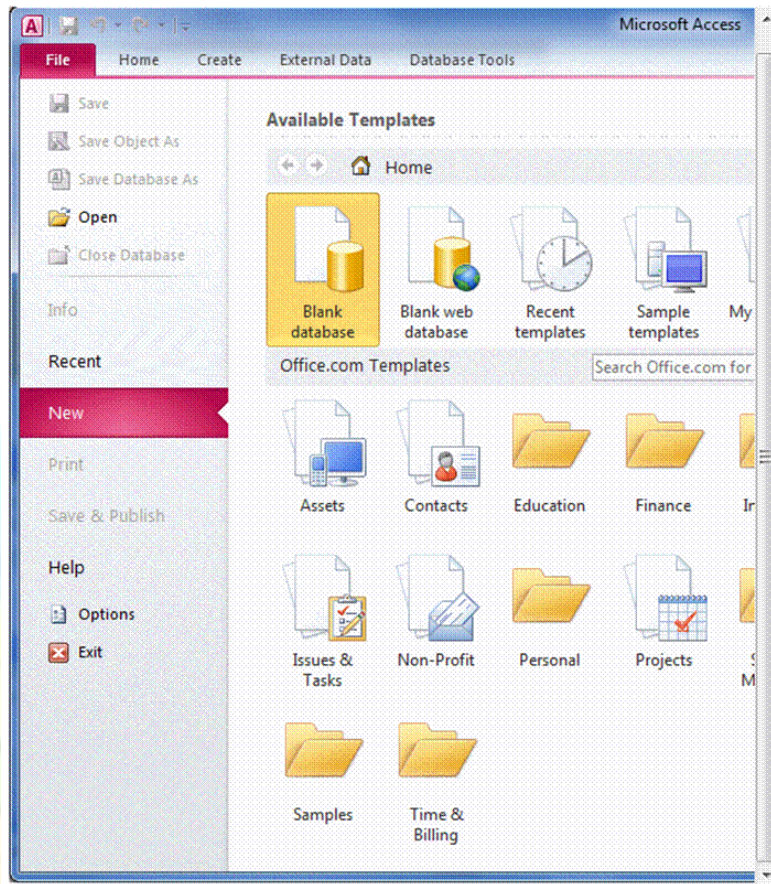 Microsoft Access
File Home Create External Data Database Tools
Save
Save Object As
Save Database As
Open
Close Database
Info
Recent
New
Print
Save & Publish
Help
Options
Exit
Available Templates
Home
Blank database
Blank web database
Recent templates
Sample templates
My
Office.com Templates
Search Office.com for
Assets
Contacts
Education
Finance
Issues & Tasks
Non-Profit
Personal
Projects
Samples
Time & Billing